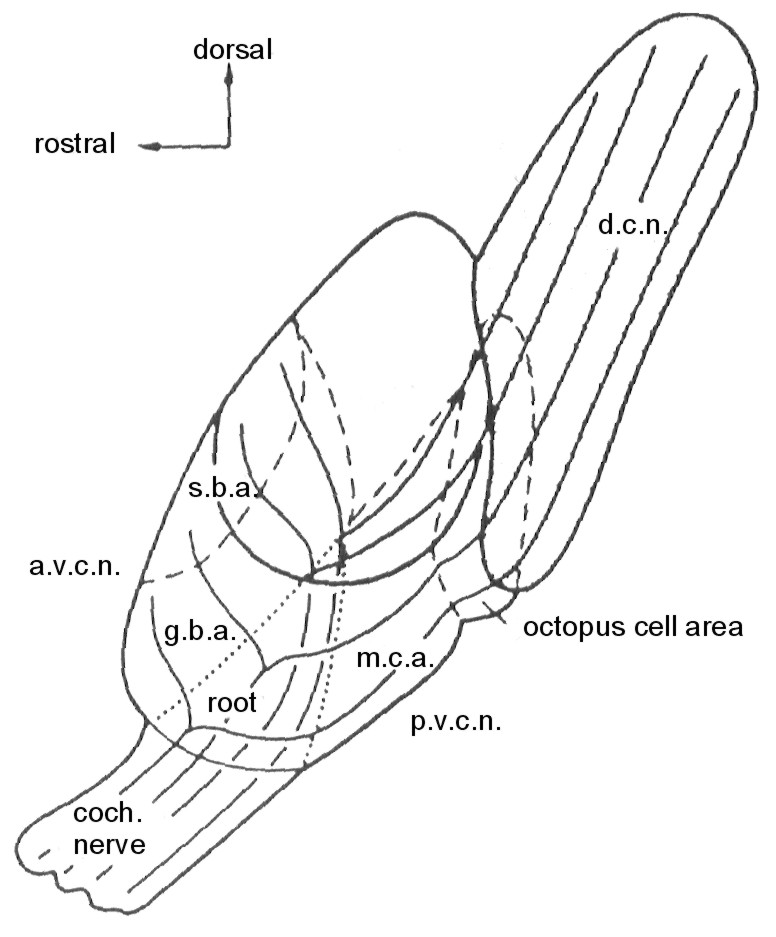 dorsal
rostral
d.c.n.
s.b.a.
a.v.c.n.
g.b.a.
octopus cell area
m.c.a.
root
p.v.c.n.
coch.
nerve